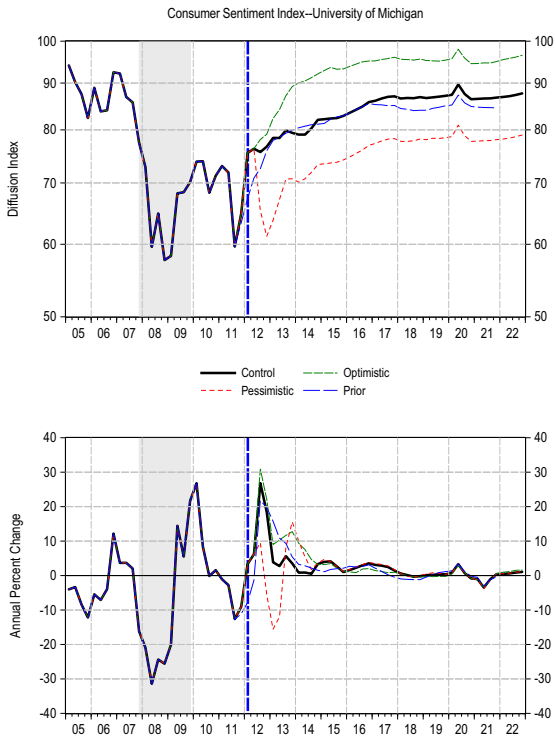 Consumer Sentiment Index--University of Michigan
100 100
90 90
80 80
70 70
60 60
50 50
Diffusion Index
05 06 07 08 09 10 11 12 13 14 15 16 17 18 19 20 21 22
Control Optimistic
Pessimistic Prior
40 40
30 30
20 20
10 10
0 0
-10 -10
-20 -20
-30 -30
-40 -40
Annual Percent Change
05 06 07 08 09 10 11 12 13 14 15 16 17 18 19 20 21 22